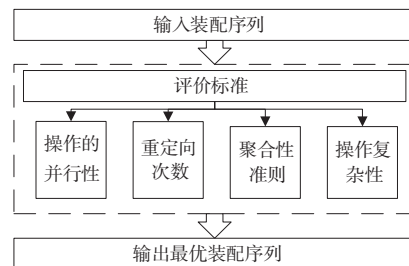 输入装配序列
评价标准
操作的
并行性
重定向
次数
聚合性
准则
操作复
杂性
输出最优装配序列